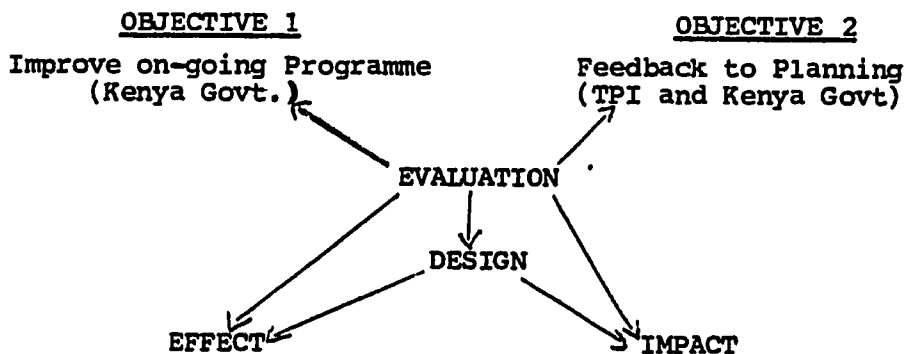 OBJECTIVE 1
Improve on-going Programme
(Kenya Govt.)
OBJECTIVE 2
Feedback to Planning
(TPI and Kenya Govt)
EVALUATION
DESIGN
EFFECT
IMPACT